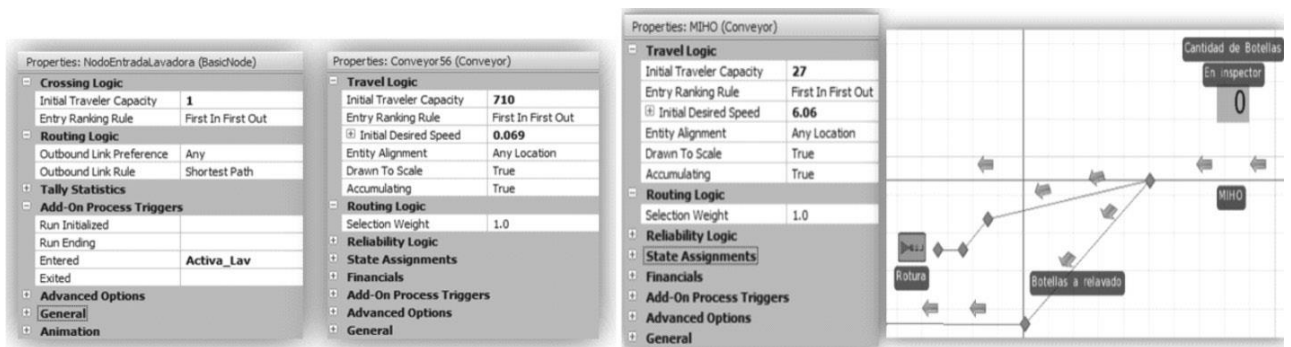 Properties: NodoEntradaLavadora (BasicNode)
Crossing Logic
Initial Traveler Capacity 1
Entry Ranking Rule First In First Out
Routing Logic
Outbound Link Preference Any
Outbound Link Rule Shortest Path
Tally Statistics
Add-On Process Triggers
Run Initialized
Run Ending
Entered Activa_Lav
Exited
Advanced Options
General
Animation
Properties: Conveyor56 (Conveyor)
Travel Logic
Initial Traveler Capacity 710
Entry Ranking Rule First In First Out
Initial Desired Speed 0.069
Entity Alignment Any Location
Drawn To Scale True
Accumulating True
Routing Logic
Selection Weight 1.0
Reliability Logic
State Assignments
Financials
Add-On Process Triggers
Advanced Options
General
Properties: MIHO (Conveyor)
Travel Logic
Initial Traveler Capacity 27
Entry Ranking Rule First In First Out
Initial Desired Speed 6.06
Entity Alignment Any Location
Drawn To Scale True
Accumulating True
Routing Logic
Selection Weight 1.0
Reliability Logic
State Assignments
Financials
Add-On Process Triggers
Advanced Options
General
Cantidad de Botellas
En inspector
0
MIHO
Rotura
Botellas a relavado